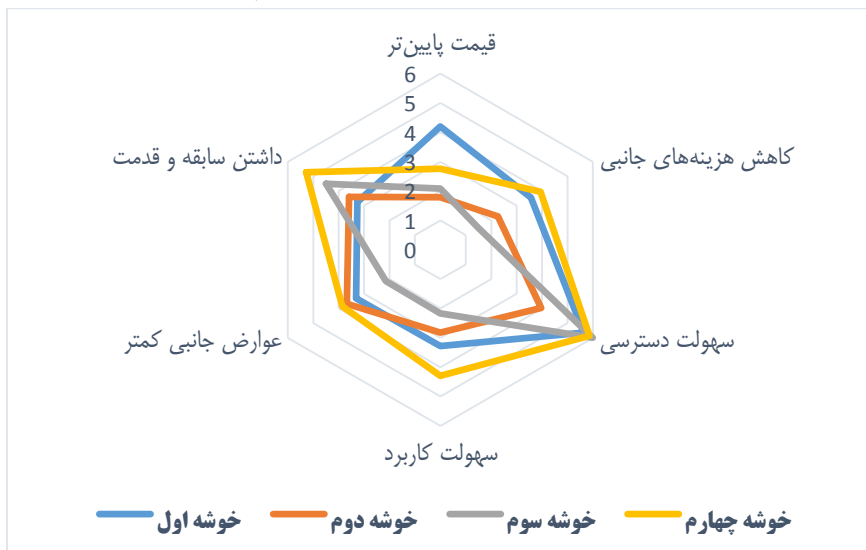 قیمت پایین‌تر
6
5
4
3
2
1
0
کاهش هزینه‌های جانبی
سهولت دسترسی
سهولت کاربرد
عوارض جانبی کمتر
داشتن سابقه و قدمت
خوشه اول
خوشه دوم
خوشه سوم
خوشه چهارم